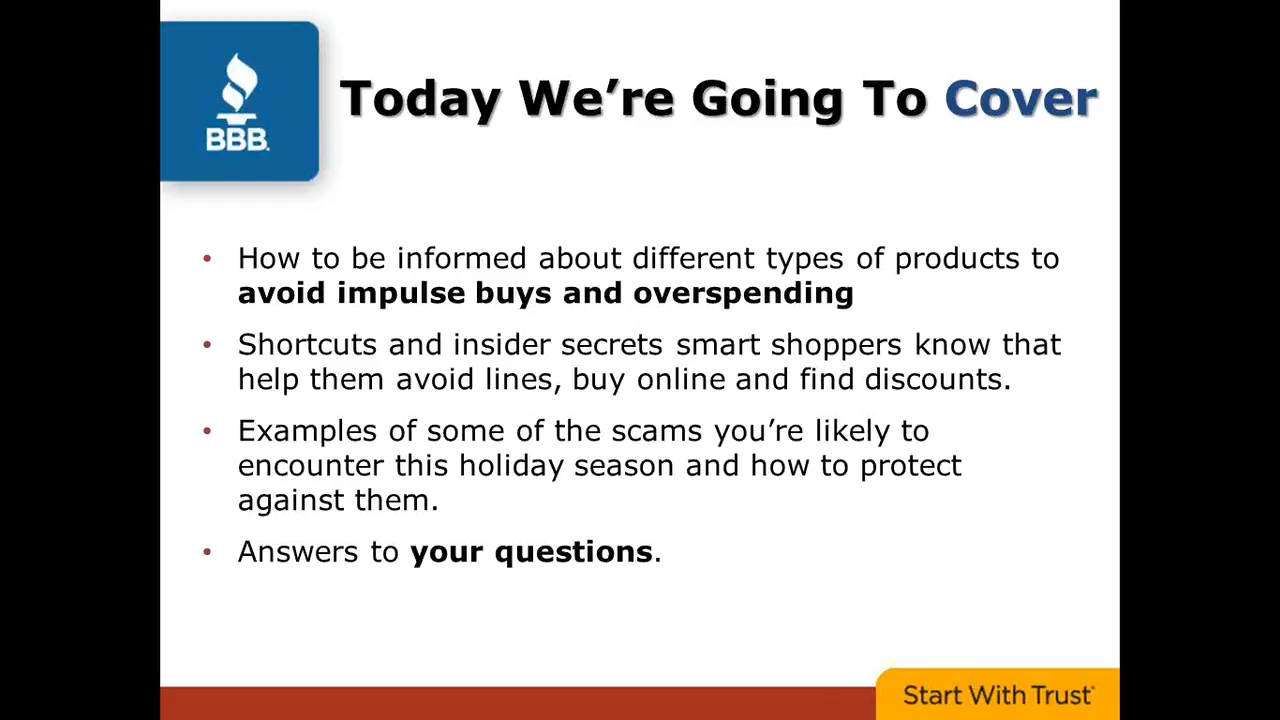 BBB.
Today We’re Going To Cover
• How to be informed about different types of products to
avoid impulse buys and overspending
• Shortcuts and insider secrets smart shoppers know that
help them avoid lines, buy online and find discounts.
• Examples of some of the scams you’re likely to
encounter this holiday season and how to protect
against them.
• Answers to your questions.
Start With Trust®